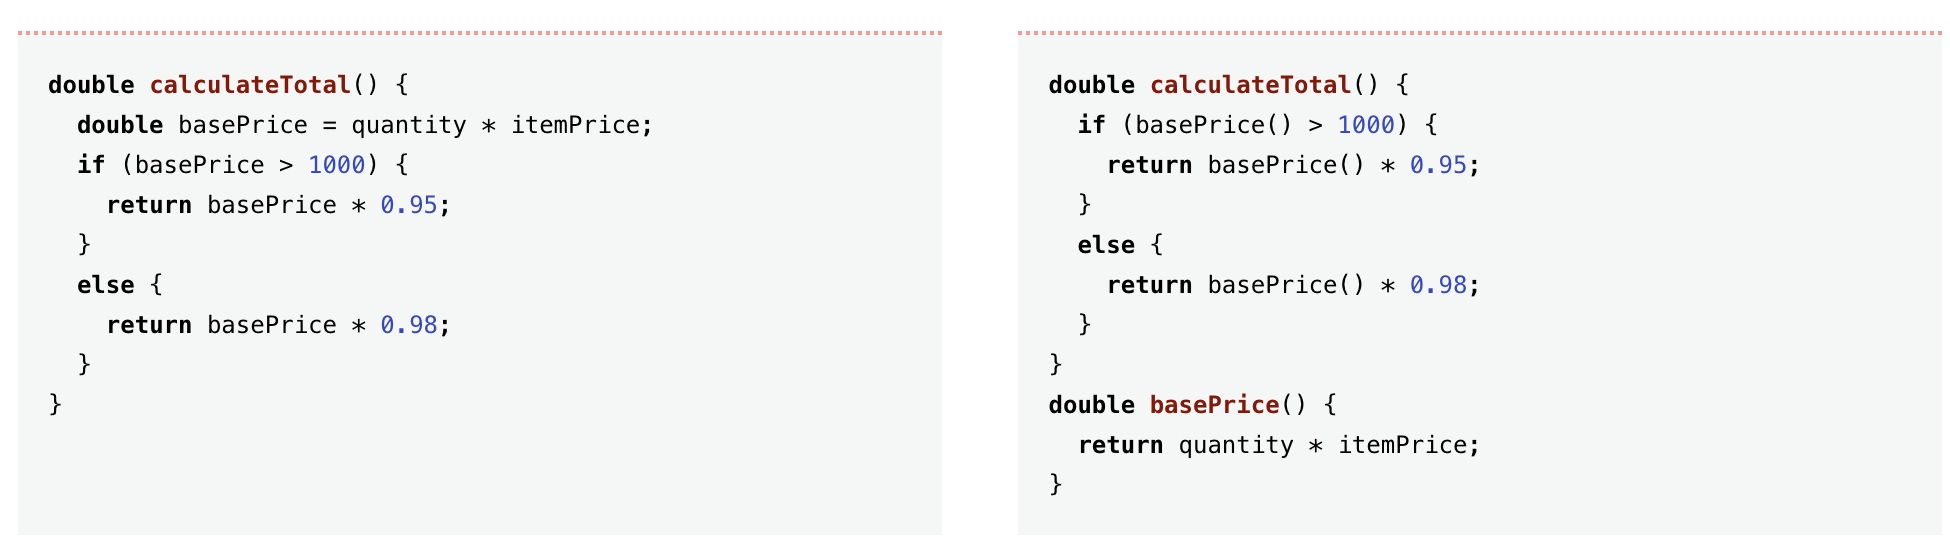 double calculateTotal() {
  double basePrice = quantity * itemPrice;
  if (basePrice > 1000) {
    return basePrice * 0.95;
  }
  else {
    return basePrice * 0.98;
  }
}
double calculateTotal() {
  if (basePrice() > 1000) {
    return basePrice() * 0.95;
  }
  else {
    return basePrice() * 0.98;
  }
}
double basePrice() {
  return quantity * itemPrice;
}